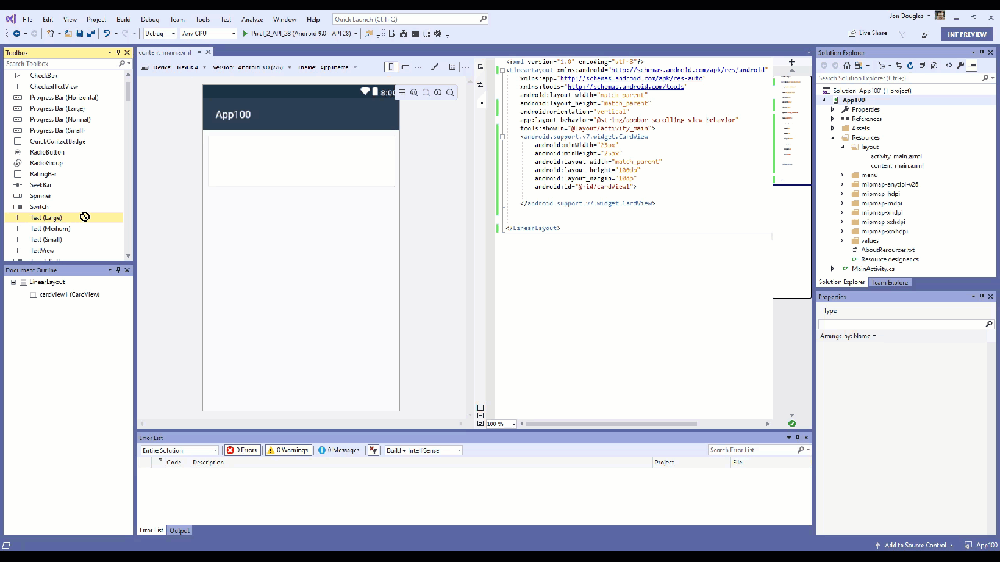 Jon Douglas
File Edit View Project Build Debug Team Tools Test Analyze Window Help Quick Launch (Ctrl+Q)
Debug Any CPU Pixel_2_API_28 (Android 9.0 - API 28) Live Share INT PREVIEW
Toolbox
Search Toolbox
CheckBox
CheckedTextView
Progress Bar (Horizontal)
Progress Bar (Large)
Progress Bar (Normal)
Progress Bar (Small)
QuickContactBadge
RadioButton
RadioGroup
RatingBar
SeekBar
Spinner
Switch
Text (Large)
Text (Medium)
Text (Small)
TextView
Document Outline
LinearLayout
cardView1 (CardView)
content_main.axml
Device: Nexus 4 Version: Android 8.0 Theme: AppTheme
8:00
App100
<?xml version="1.0" encoding="utf-8"?>
<LinearLayout xmlns:android="http://schemas.android.com/apk/res/android"
xmlns:app="http://schemas.android.com/apk/res-auto"
xmlns:tools="http://schemas.android.com/tools"
android:layout_width="match_parent"
android:layout_height="match_parent"
android:orientation="vertical"
app:layout_behavior="@string/appbar_scrolling_view_behavior"
tools:showIn="@layout/activity_main">
<android.support.v7.widget.CardView
android:minWidth="25px"
android:minHeight="25px"
android:layout_width="match_parent"
android:layout_height="100dp"
android:layout_margin="10dp"
android:id="@+id/cardView1">
</android.support.v7.widget.CardView>
</LinearLayout>
100 %
Error List
Entire Solution 0 Errors 0 Warnings 0 Messages Build + IntelliSense Search Error List
Code Description Project File
Error List Output
Solution Explorer
Search Solution Explorer (Ctrl+;)
Solution 'App100' (1 project)
App100
Properties
References
Assets
Resources
layout
activity_main.axml
content_main.axml
menu
mipmap-anydpi-v26
mipmap-hdpi
mipmap-mdpi
mipmap-xhdpi
mipmap-xxhdpi
mipmap-xxxhdpi
values
AboutResources.txt
Resource.designer.cs
MainActivity.cs
Solution Explorer Team Explorer
Properties
Type
Arrange by: Name
Add to Source Control App100